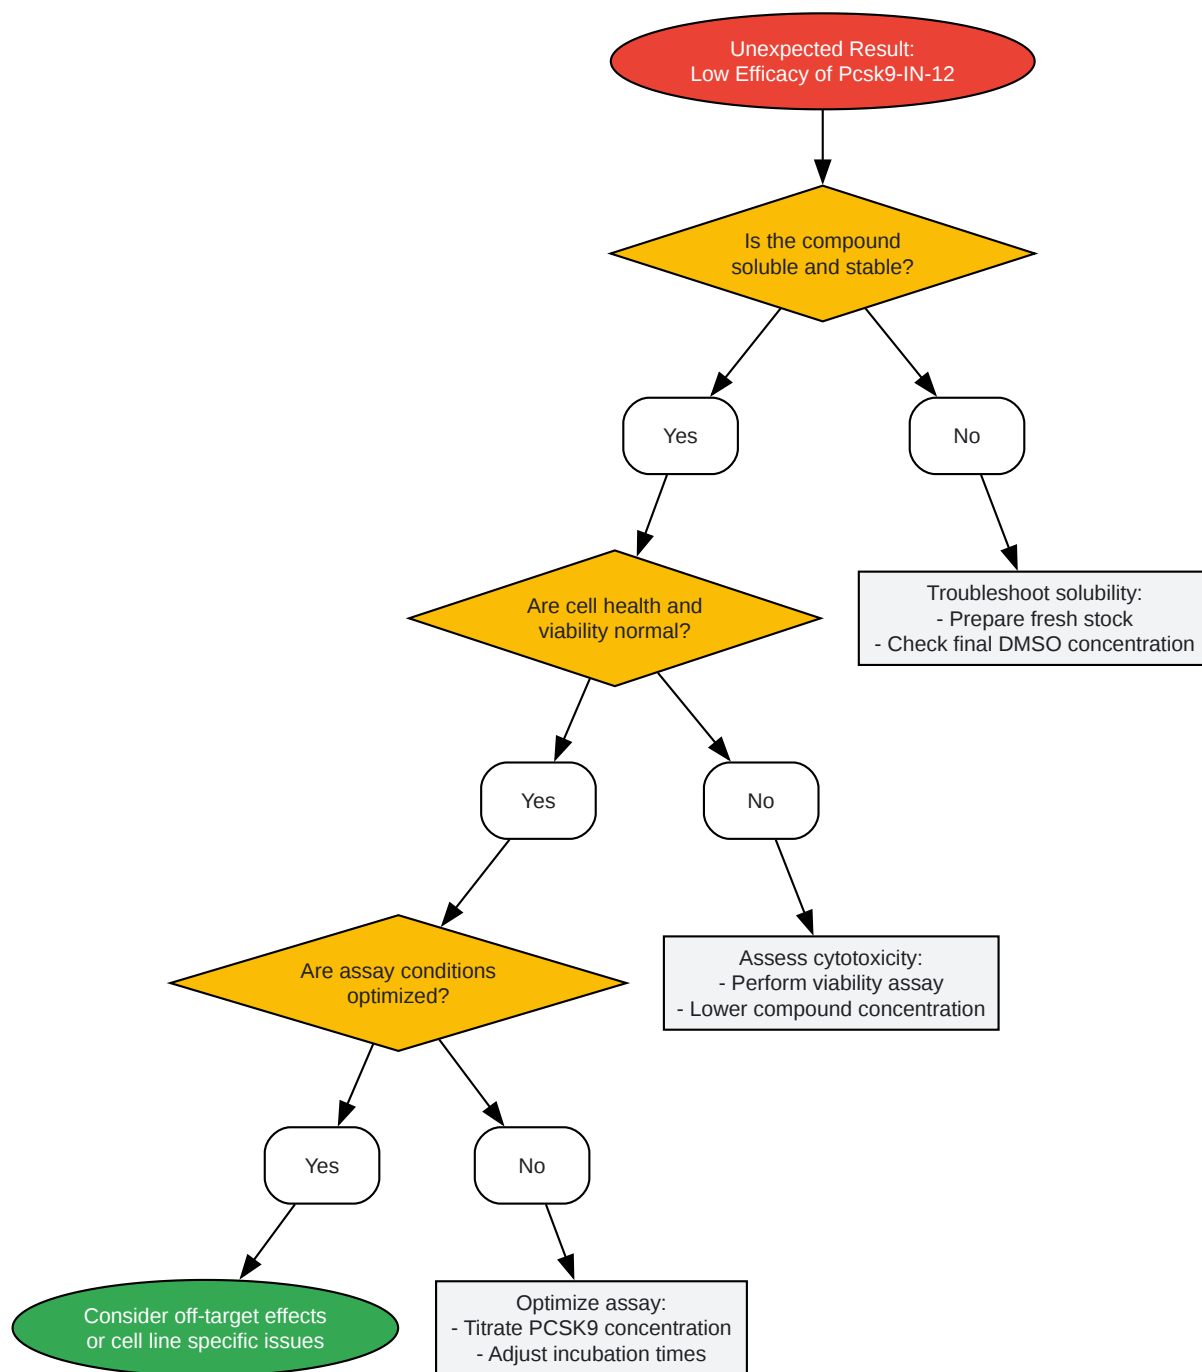 Unexpected Result:
Low Efficacy of Pcsk9-IN-12
Is the compound
soluble and stable?
Yes
No
Are cell health and
viability normal?
Troubleshoot solubility:
- Prepare fresh stock
- Check final DMSO concentration
Yes
No
Are assay conditions
optimized?
Assess cytotoxicity:
- Perform viability assay
- Lower compound concentration
Yes
No
Consider off-target effects
or cell line specific issues
Optimize assay:
- Titrate PCSK9 concentration
- Adjust incubation times